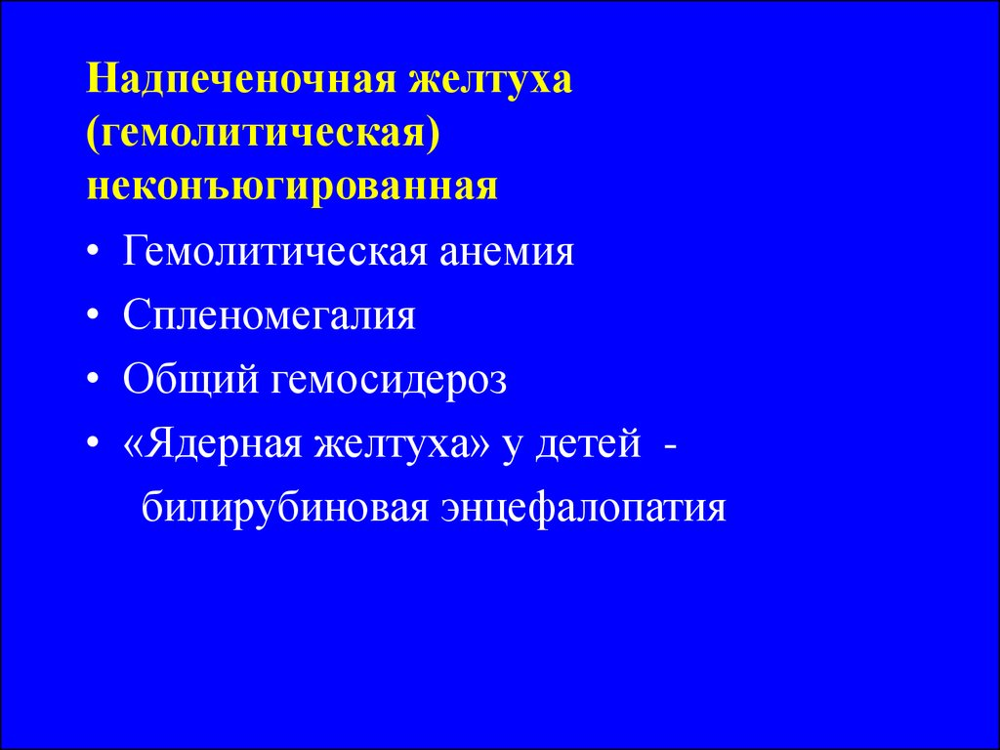 Надпеченочная желтуха
(гемолитическая)
неконъюгированная
• Гемолитическая анемия
• Спленомегалия
• Общий гемосидероз
• «Ядерная желтуха» у детей -
билирубиновая энцефалопатия